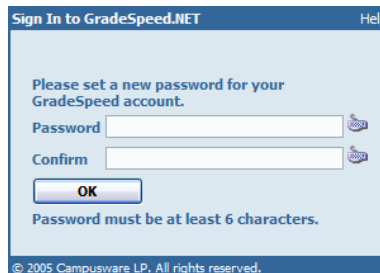 Sign In to GradeSpeed.NET Hel
Please set a new password for your
GradeSpeed account.
Password
Confirm
OK
Password must be at least 6 characters.
© 2005 Campusware LP. All rights reserved.